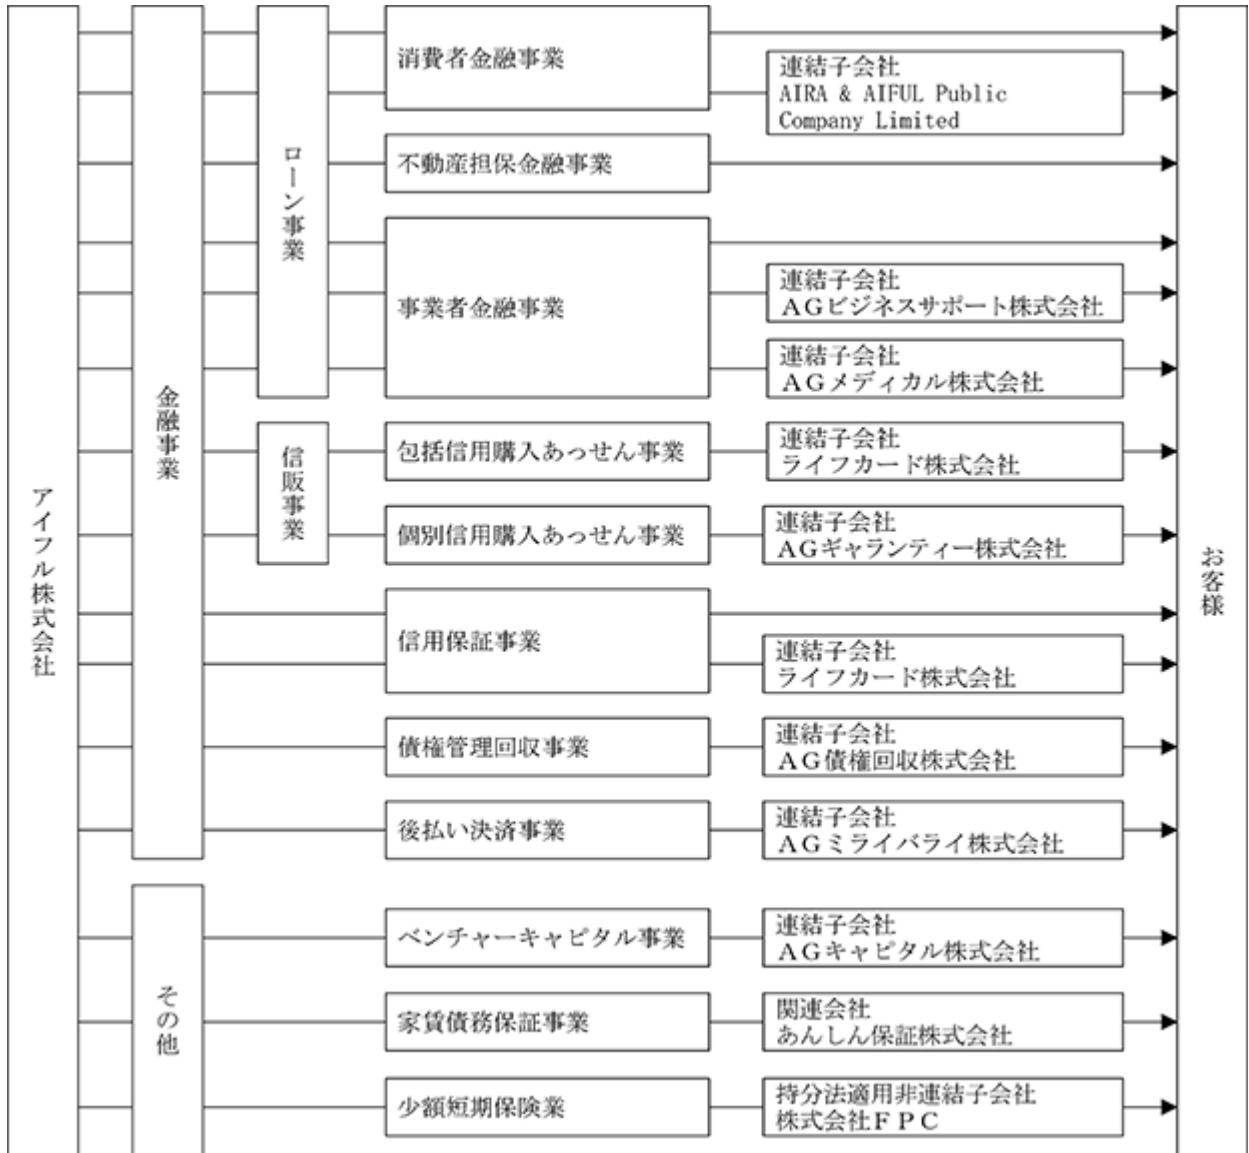 アイフル株式会社
金融事業
ローン事業
消費者金融事業
連結子会社
AIRA & AIFUL Public
Company Limited
不動産担保金融事業
事業者金融事業
連結子会社
ＡＧビジネスサポート株式会社
連結子会社
ＡＧメディカル株式会社
信販事業
包括信用購入あっせん事業
連結子会社
ライフカード株式会社
個別信用購入あっせん事業
連結子会社
ＡＧギャランティー株式会社
信用保証事業
連結子会社
ライフカード株式会社
債権管理回収事業
連結子会社
ＡＧ債権回収株式会社
後払い決済事業
連結子会社
ＡＧミライバライ株式会社
その他
ベンチャーキャピタル事業
連結子会社
ＡＧキャピタル株式会社
家賃債務保証事業
関連会社
あんしん保証株式会社
少額短期保険業
持分法適用非連結子会社
株式会社ＦＰＣ
お客様